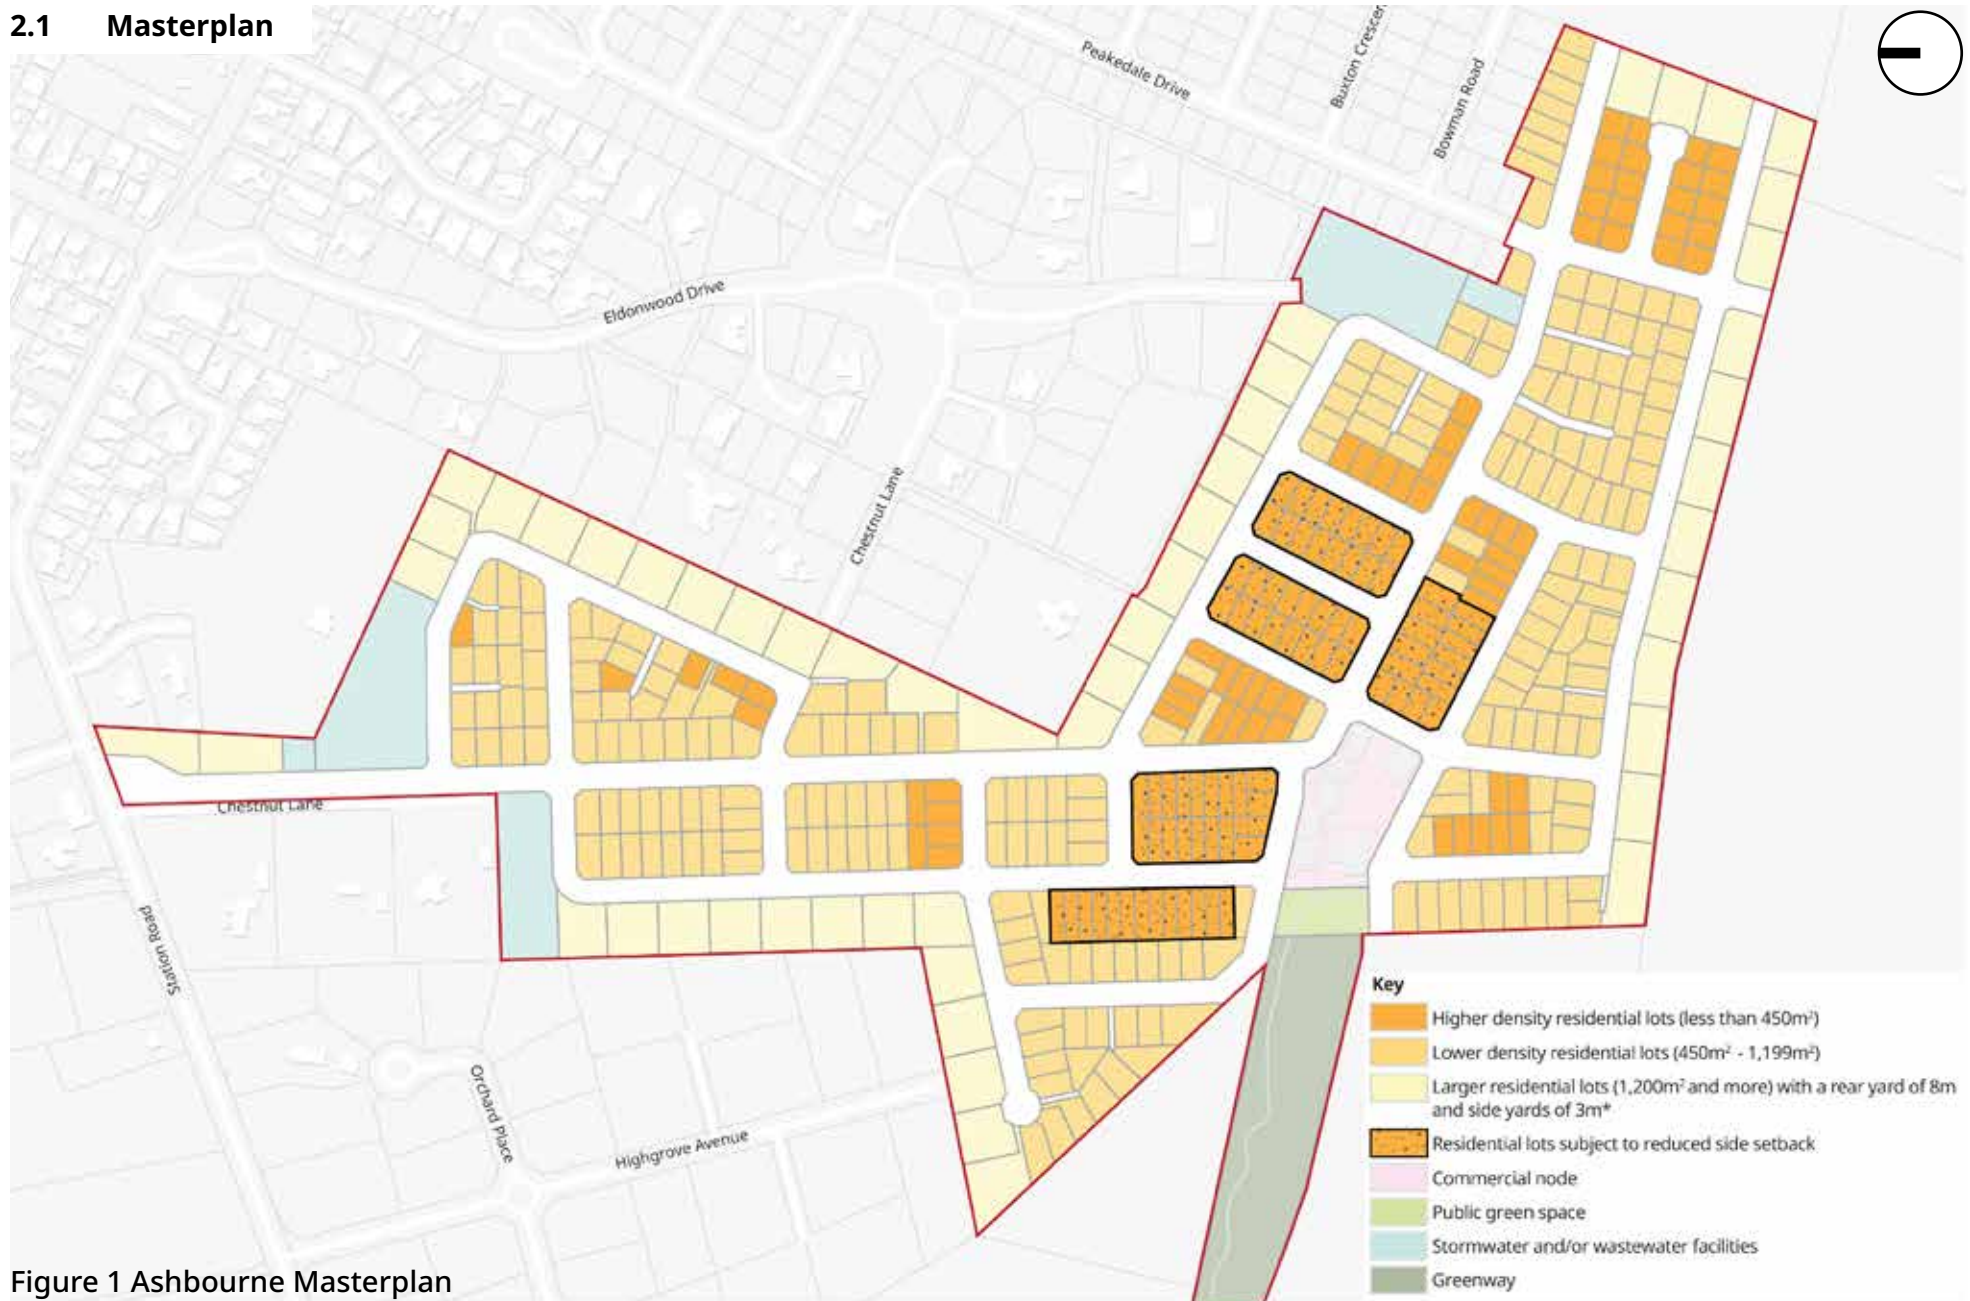 2.1 Masterplan
Peakedale Drive
Buxton Crescen
Bowman Road
Eldonwood Drive
Chestnut Lane
Chestnut Lane
Station Road
Orchard Place
Highgrove Avenue
Key
Higher density residential lots (less than 450m²)
Lower density residential lots (450m² - 1,199m²)
Larger residential lots (1,200m² and more) with a rear yard of 8m
and side yards of 3m*
Residential lots subject to reduced side setback
Commercial node
Public green space
Stormwater and/or wastewater facilities
Greenway
Figure 1 Ashbourne Masterplan